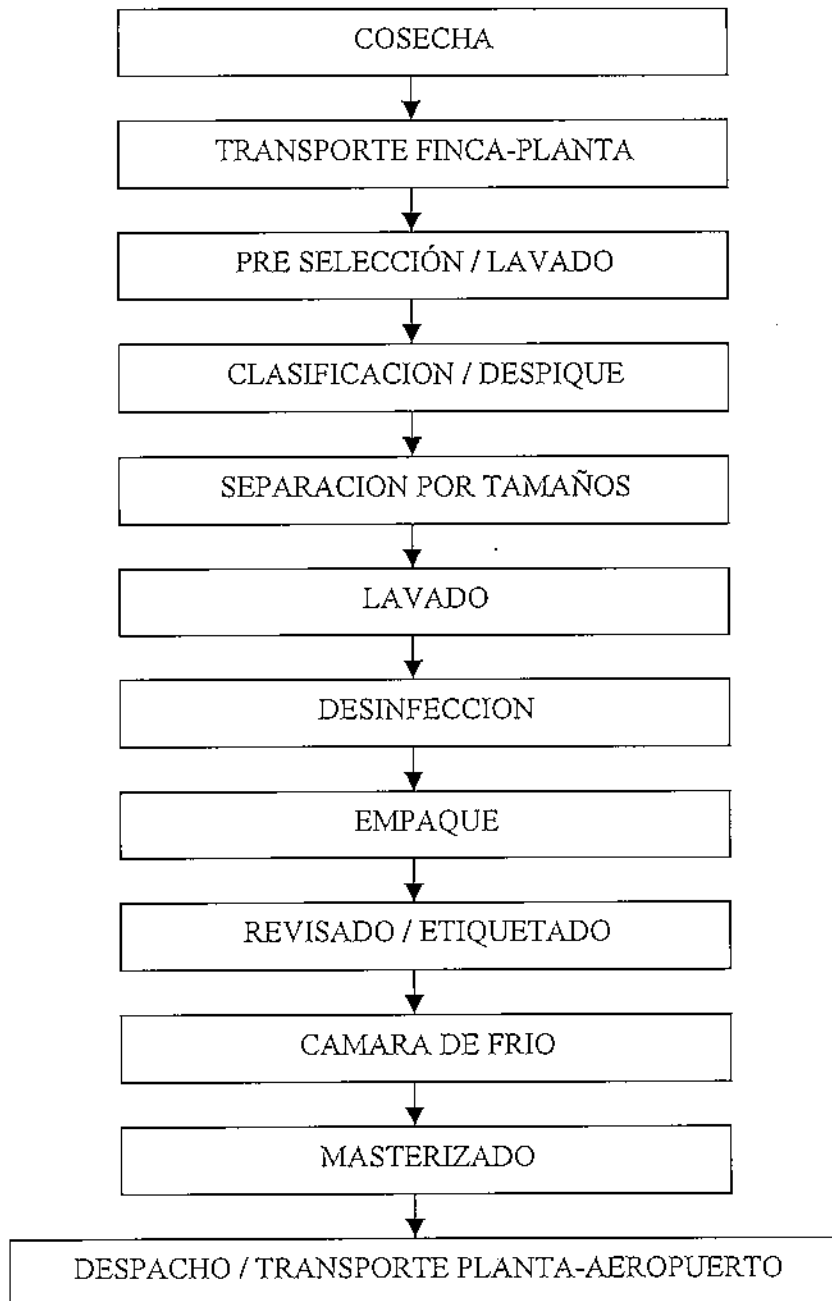 COSECHA
TRANSPORTE FINCA-PLANTA
PRE SELECCIÓN / LAVADO
CLASIFICACION / DESPIQUE
SEPARACION POR TAMAÑOS
LAVADO
DESINFECCION
EMPAQUE
REVISADO / ETIQUETADO
CAMARA DE FRIO
MASTERIZADO
DESPACHO / TRANSPORTE PLANTA-AEROPUERTO